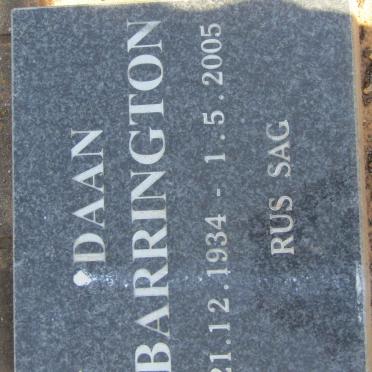 DAAN
BARRINGTON
21.12.1934 - 1.5.2005
RUS SAG